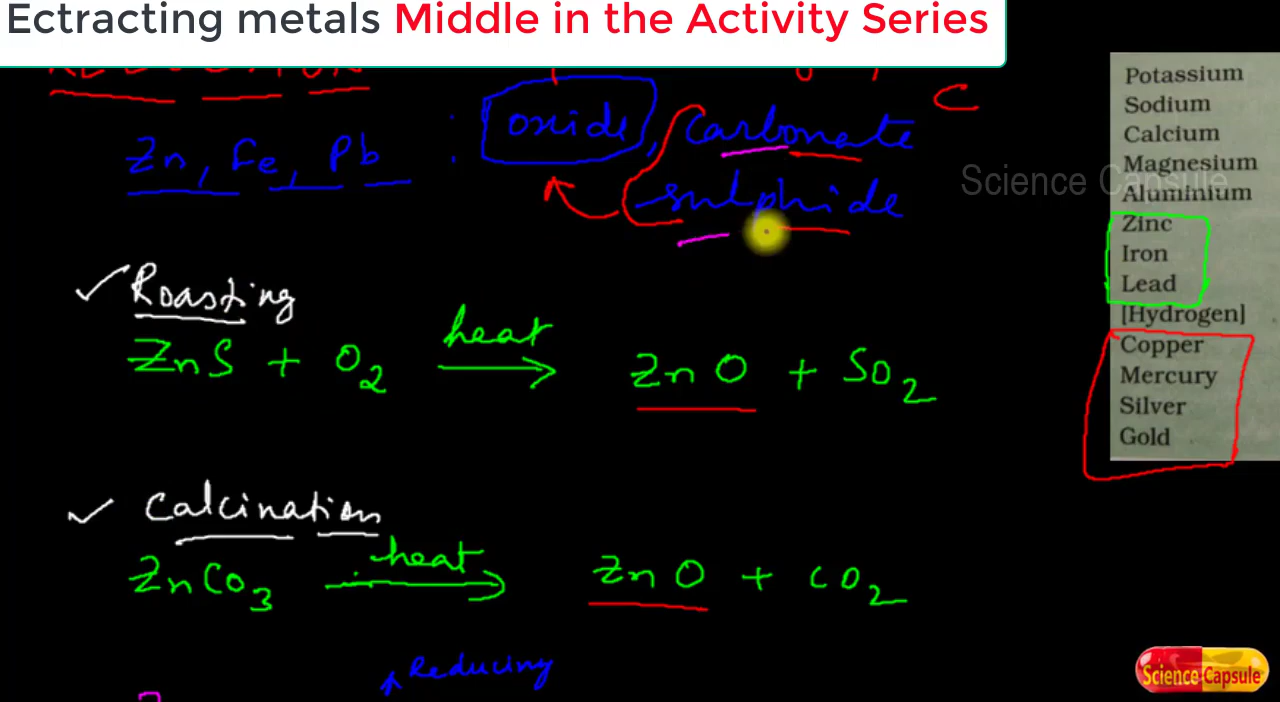 Ectracting metals Middle in the Activity Series
Zn, Fe, Pb : oxide, carbonate
sulphide
C
Roasting
ZnS + O2 heat ZnO + SO2
Calcination
ZnCO3 heat ZnO + CO2
Reducing
Potassium
Sodium
Calcium
Magnesium
Aluminium
Zinc
Iron
Lead
[Hydrogen]
Copper
Mercury
Silver
Gold
Science Capsule
Science Capsule